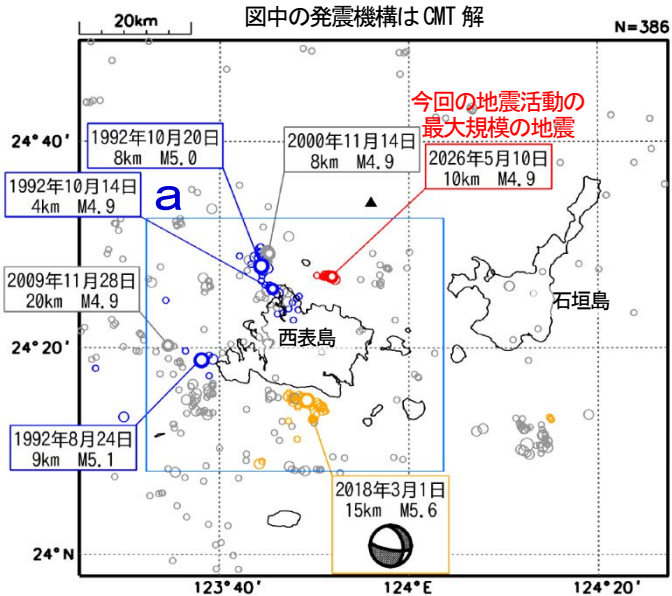 20km
図中の発震機構は CMT 解
N=386
今回の地震活動の
最大規模の地震
24°40′
1992年10月20日
8km M5.0
2000年11月14日
8km M4.9
2026年5月10日
10km M4.9
1992年10月14日
4km M4.9
a
2009年11月28日
20km M4.9
石垣島
西表島
24°20′
1992年8月24日
9km M5.1
2018年3月1日
15km M5.6
24°N
123°40′
124°E
124°20′